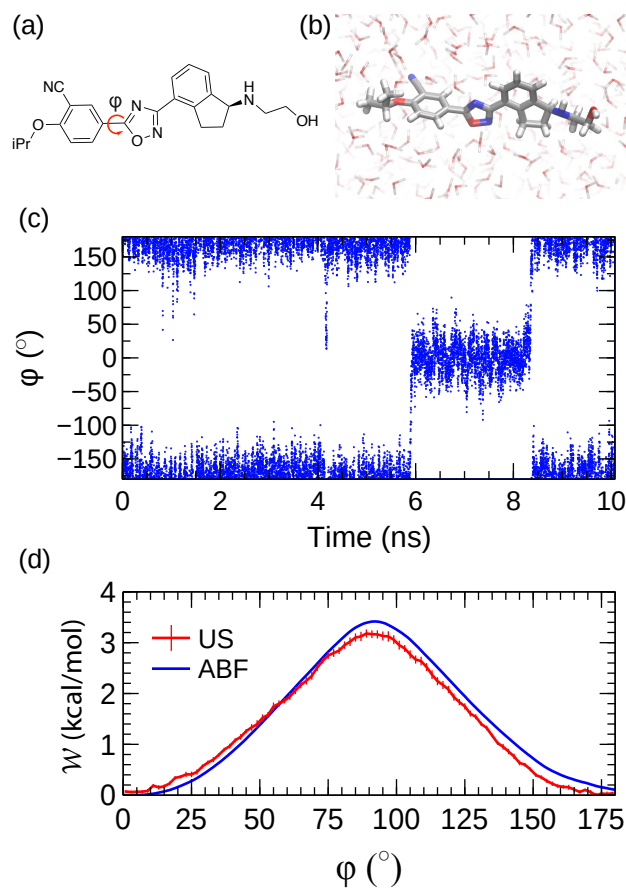 (a)
(b)
NC
φ
N
N
O
O
iPr
H
N
OH
(c)
150
100
50
0
−50
−100
−150
φ (°)
0 2 4 6 8 10
Time (ns)
(d)
4
3
2
1
0
W (kcal/mol)
US
ABF
0 25 50 75 100 125 150 175
φ (°)